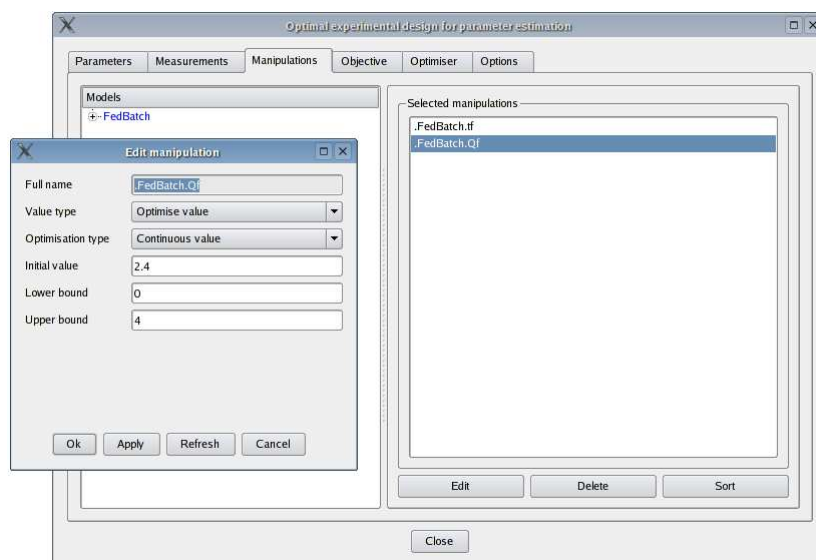 Optimal experimental design for parameter estimation
Parameters Measurements Manipulations Objective Optimiser Options
Models
FedBatch
Selected manipulations
.FedBatch.tf
.FedBatch.Qf
Edit manipulation
Full name .FedBatch.Qf
Value type Optimise value
Optimisation type Continuous value
Initial value 2.4
Lower bound 0
Upper bound 4
Ok Apply Refresh Cancel
Edit Delete Sort
Close